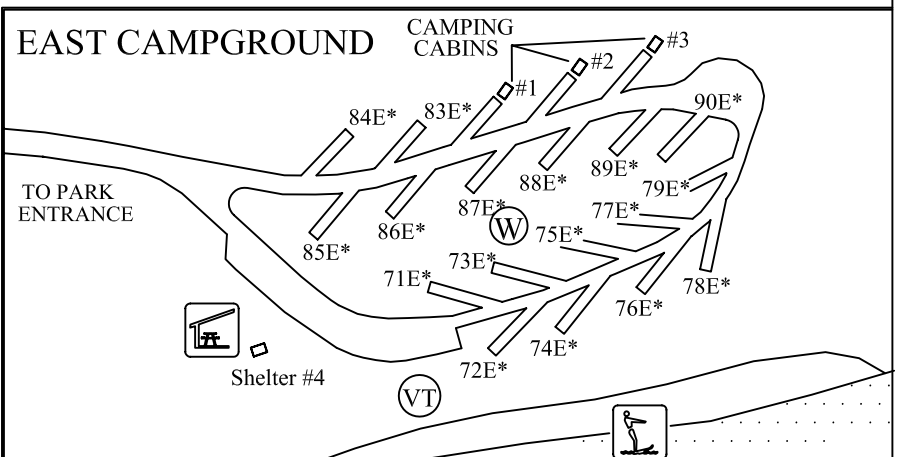 EAST CAMPGROUND
CAMPING
CABINS
#3
#2
#1
90E*
84E*
83E*
89E*
88E*
79E*
TO PARK
ENTRANCE
87E*
77E*
86E*
W
75E*
85E*
73E*
71E*
78E*
76E*
74E*
72E*
Shelter #4
VT